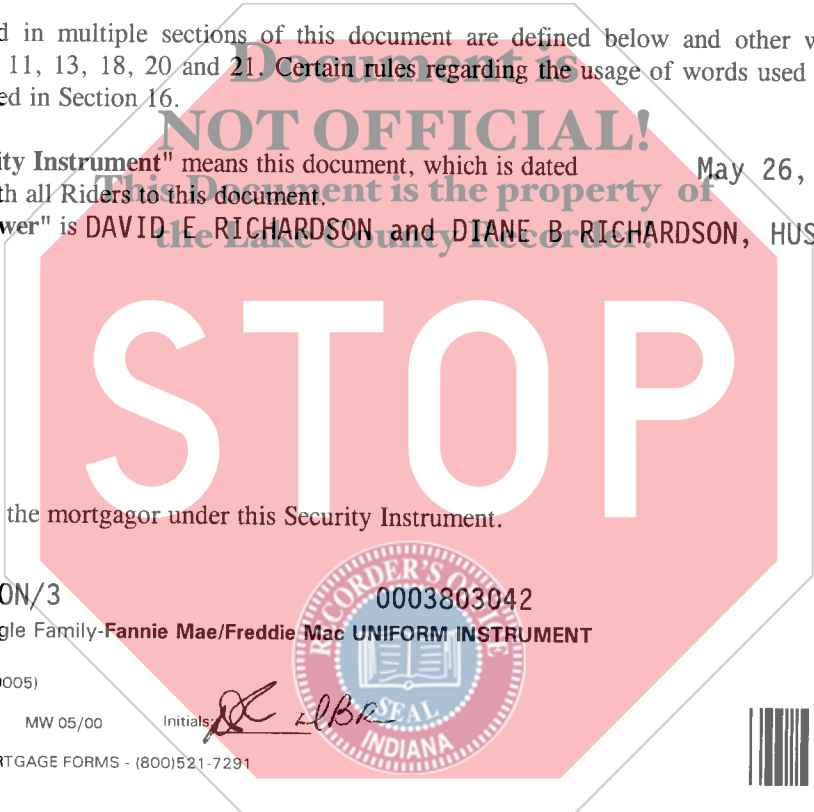 d in multiple sections of this document are defined below and other w
11, 13, 18, 20 and 21. Certain rules regarding the usage of words used
ed in Section 16.
Document is
NOT OFFICIAL!
This Document is the property of
the Lake County Recorder!
ity Instrument" means this document, which is dated May 26,
th all Riders to this document.
wer" is DAVID E RICHARDSON and DIANE B RICHARDSON, HUS
STOP
the mortgagor under this Security Instrument.
ON/3 0003803042
gle Family-Fannie Mae/Freddie Mac UNIFORM INSTRUMENT
0005)
MW 05/00 Initials: DBR
RTGAGE FORMS - (800)521-7291
RECORDER'S OFFICE
SEAL
INDIANA